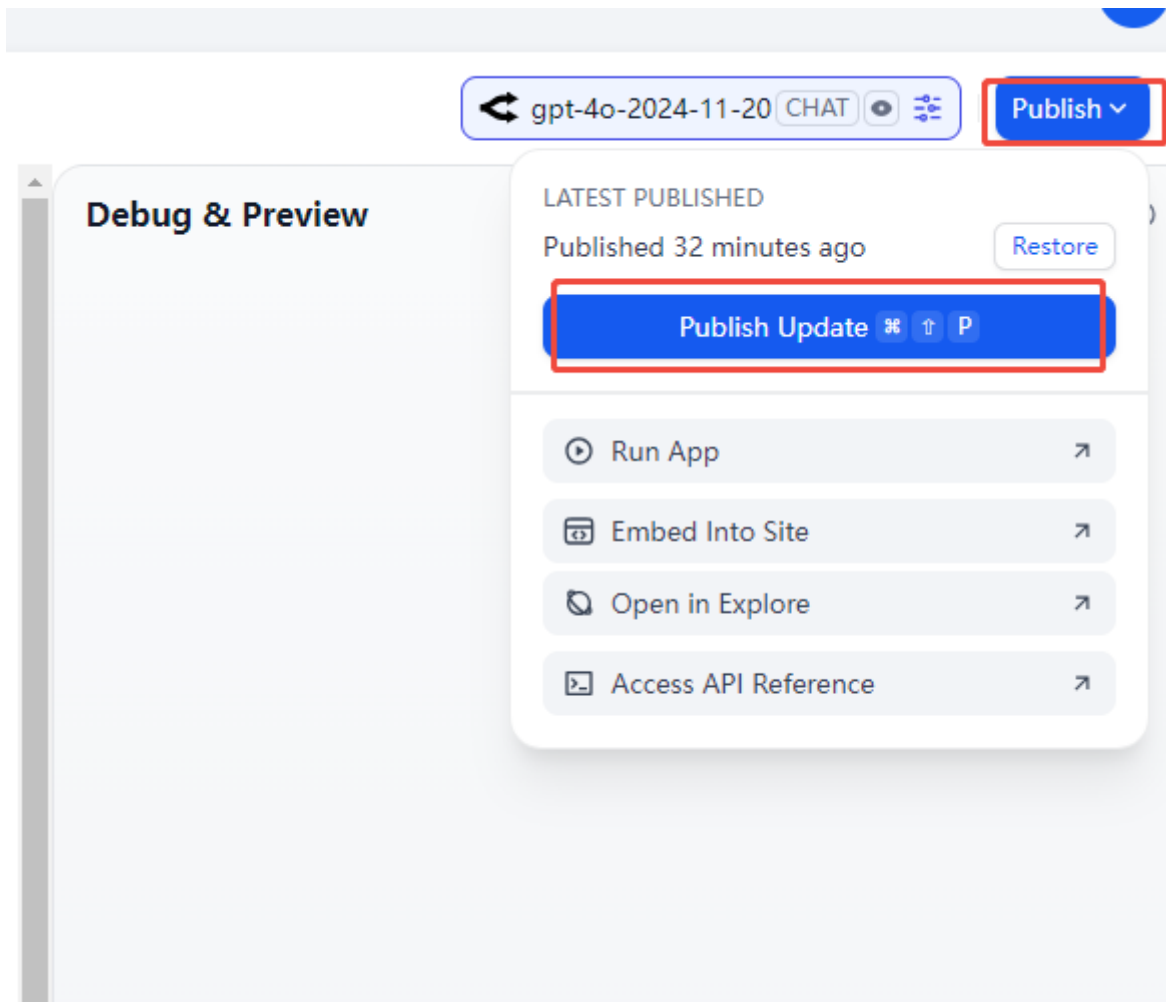 gpt-4o-2024-11-20 CHAT Publish
Debug & Preview
LATEST PUBLISHED
Published 32 minutes ago Restore
Publish Update ⌘ ⇧ P
Run App
Embed Into Site
Open in Explore
Access API Reference